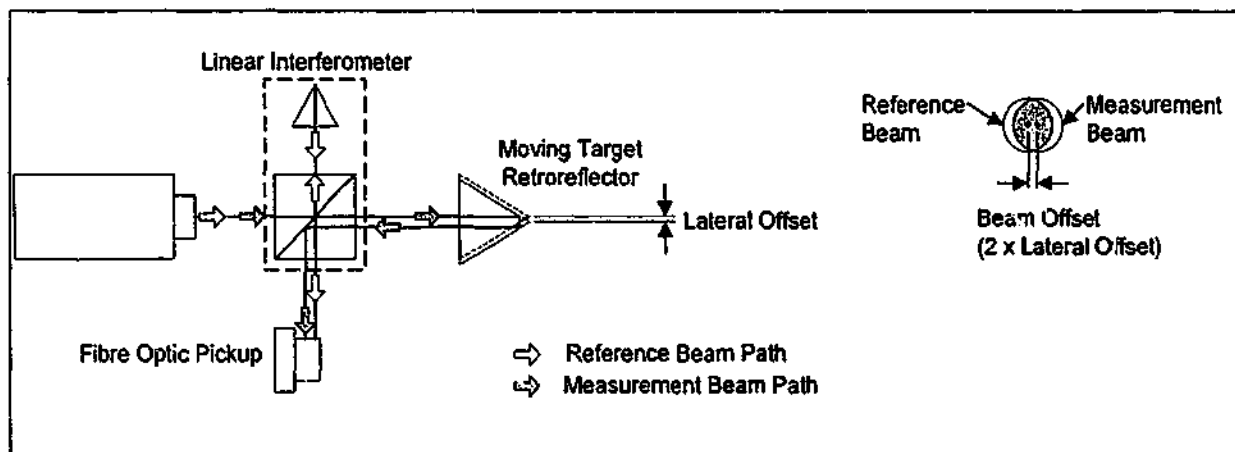 Linear Interferometer
Moving Target
Retroreflector
Lateral Offset
Fibre Optic Pickup
Reference Beam Path
Measurement Beam Path
Reference
Beam
Measurement
Beam
Beam Offset
(2 x Lateral Offset)